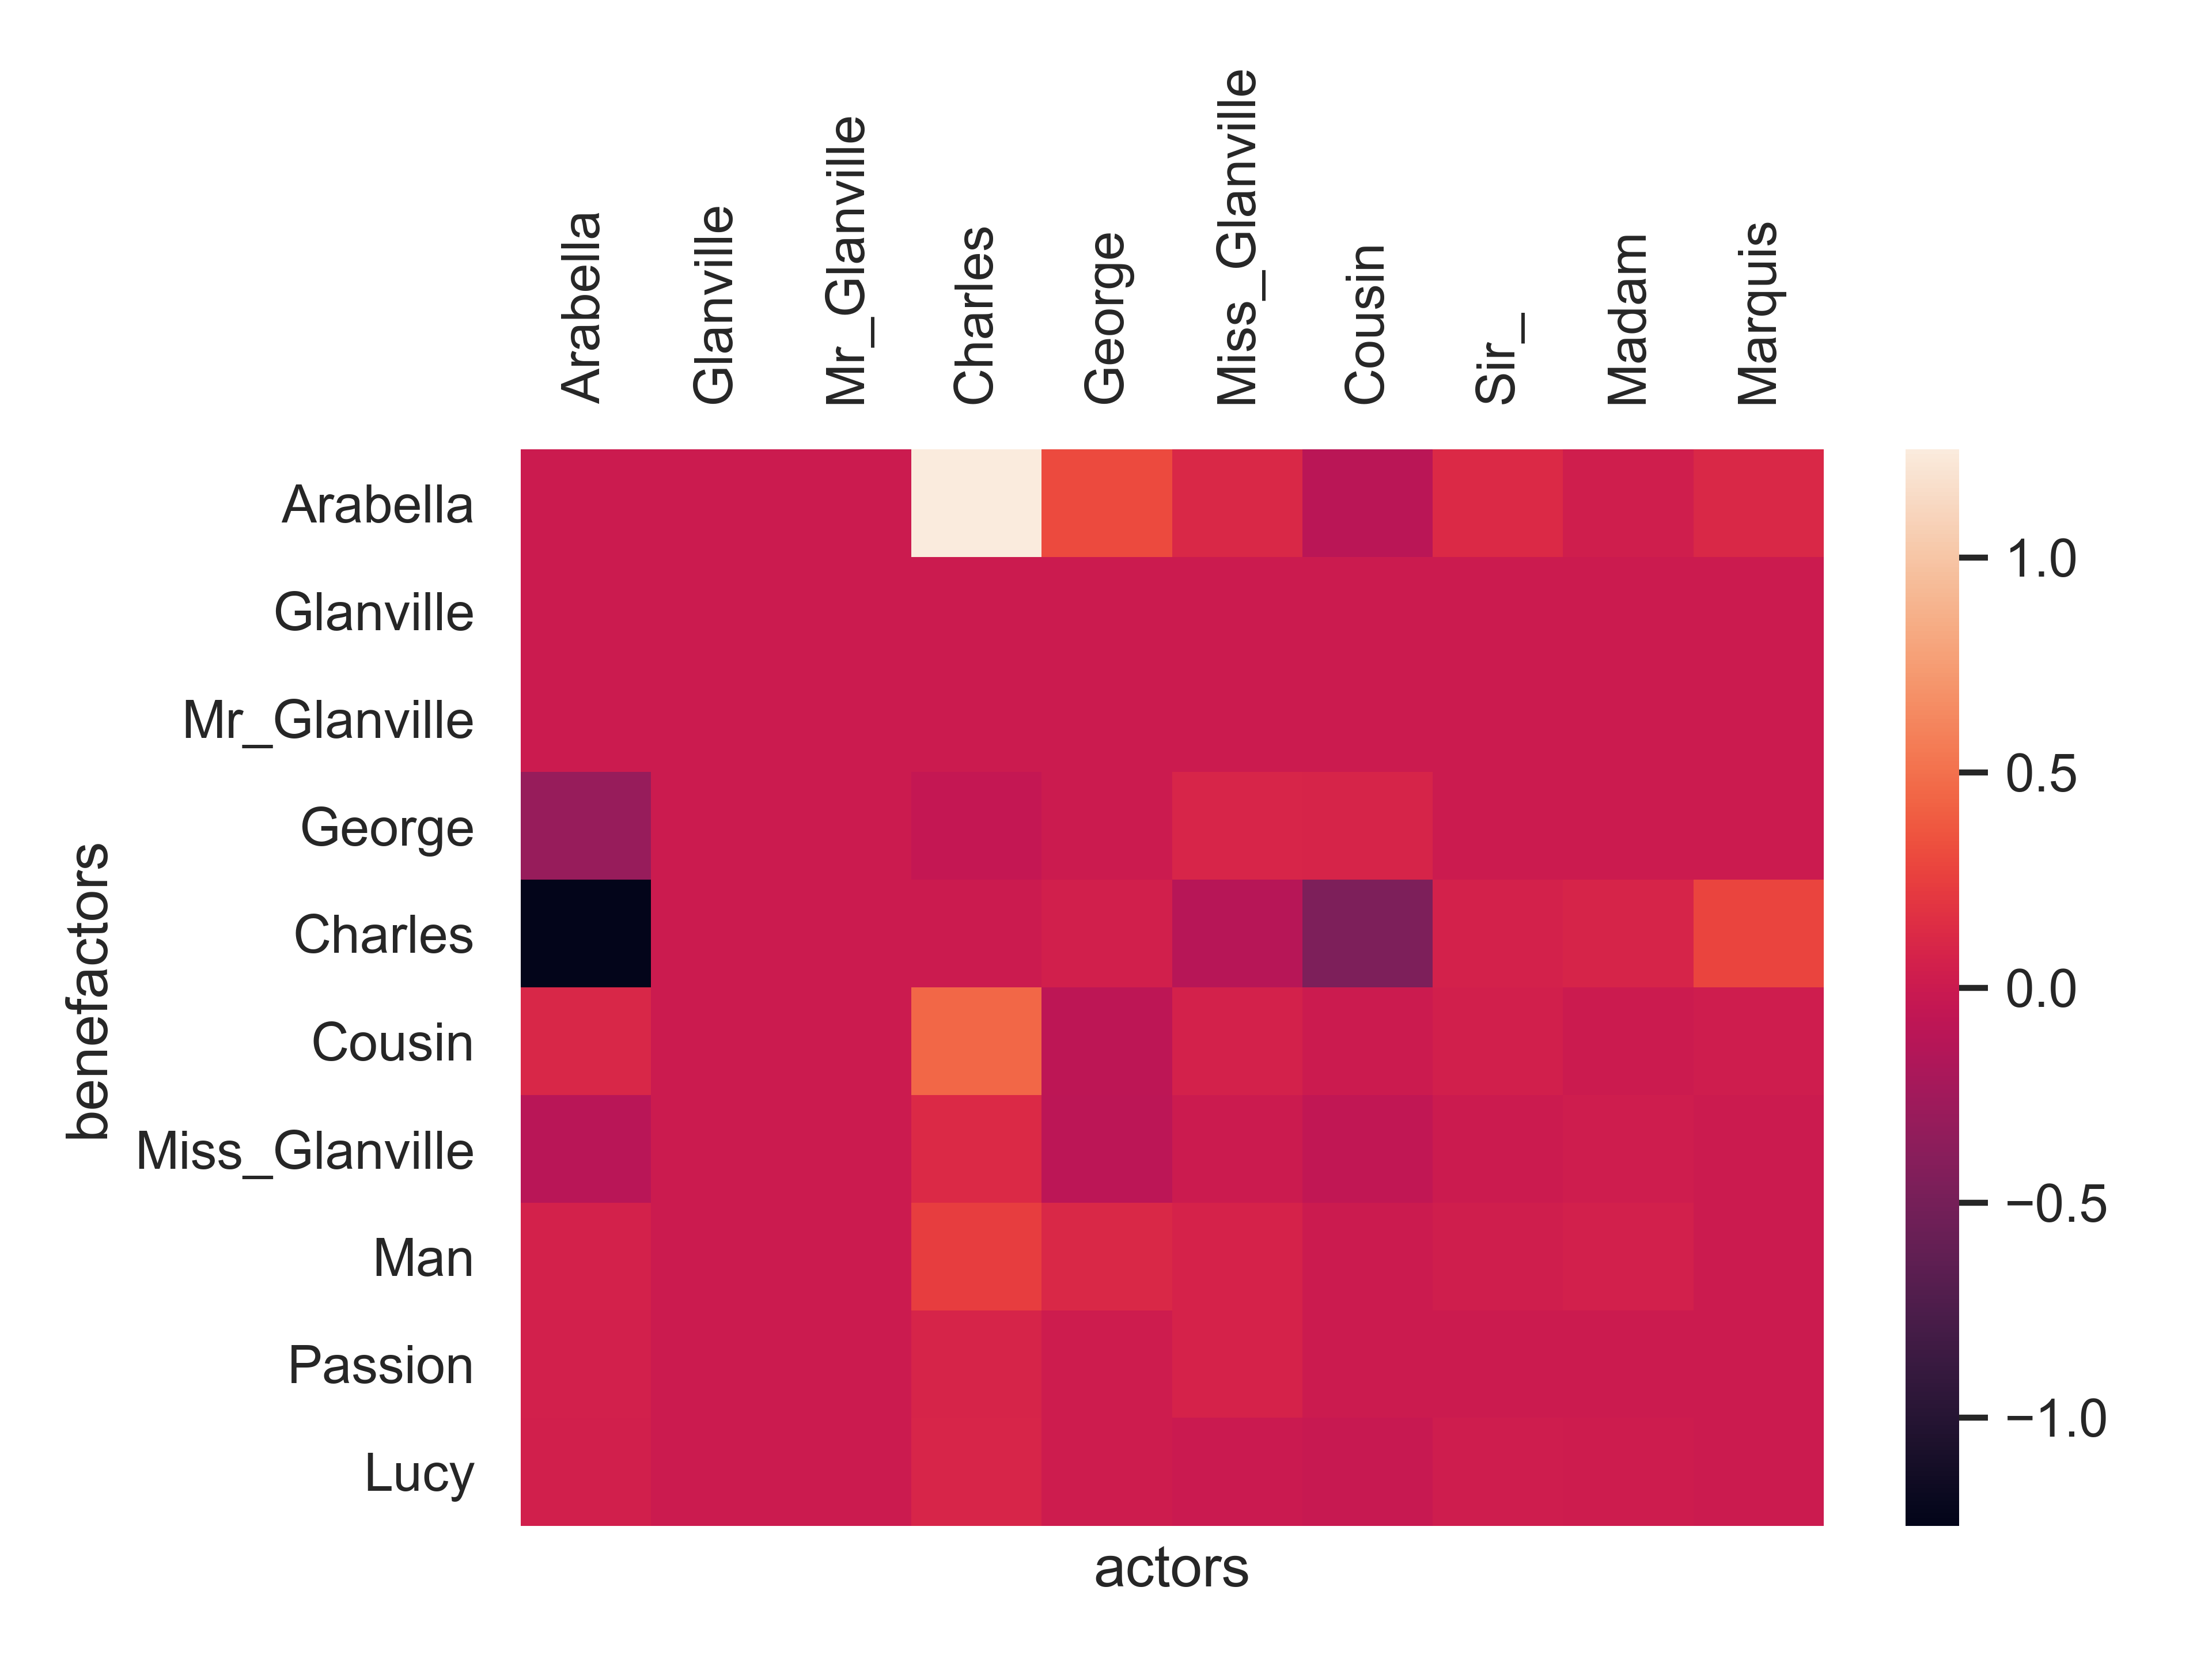 Arabella
Glanville
Mr_Glanville
Charles
George
Miss_Glanville
Cousin
Sir_
Madam
Marquis
benefactors
Arabella
Glanville
Mr_Glanville
George
Charles
Cousin
Miss_Glanville
Man
Passion
Lucy
actors
1.0
0.5
0.0
−0.5
−1.0